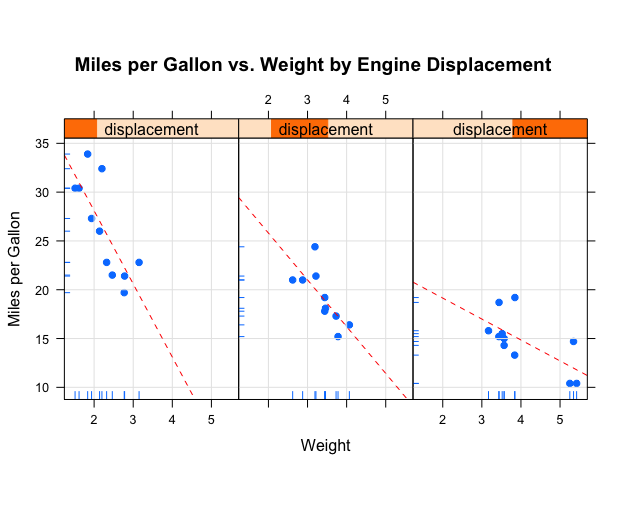 Miles per Gallon vs. Weight by Engine Displacement
2 3 4 5
displacement displacement displacement
35
30
25
20
15
10
Miles per Gallon
2 3 4 5 2 3 4 5
Weight